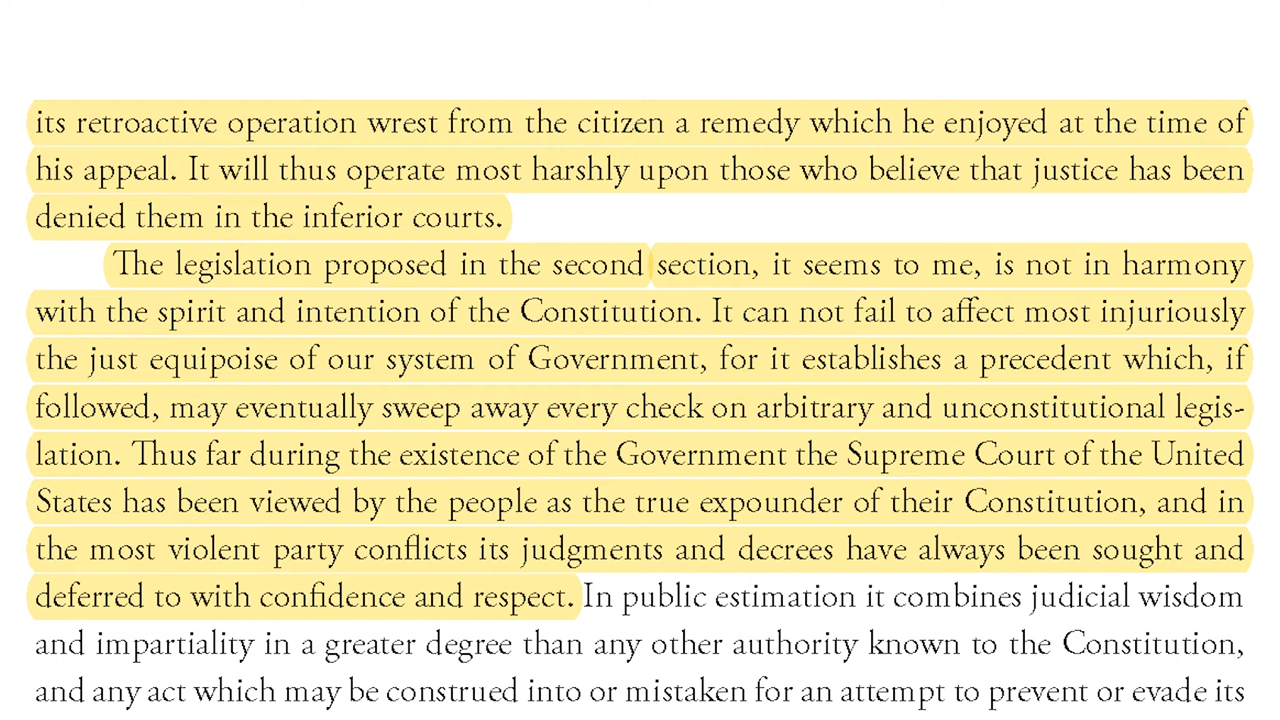 its retroactive operation wrest from the citizen a remedy which he enjoyed at the time of
his appeal. It will thus operate most harshly upon those who believe that justice has been
denied them in the inferior courts.
The legislation proposed in the second section, it seems to me, is not in harmony
with the spirit and intention of the Constitution. It can not fail to affect most injuriously
the just equipoise of our system of Government, for it establishes a precedent which, if
followed, may eventually sweep away every check on arbitrary and unconstitutional legis-
lation. Thus far during the existence of the Government the Supreme Court of the United
States has been viewed by the people as the true expounder of their Constitution, and in
the most violent party conflicts its judgments and decrees have always been sought and
deferred to with confidence and respect. In public estimation it combines judicial wisdom
and impartiality in a greater degree than any other authority known to the Constitution,
and any act which may be construed into or mistaken for an attempt to prevent or evade its